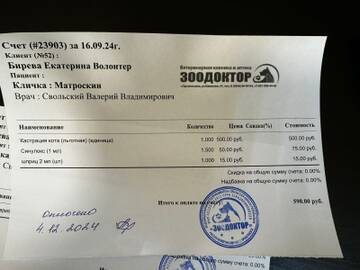 Счет (#23903) за 16.09.24г.
Клиент (№52) :
Бирева Екатерина Волонтер
Пациент :
Кличка : Матроскин
Врач : Свольский Валерий Владимирович
Ветеринарная клиника и аптека
ЗООДОКТОР
Наименование Количество Цена Скидка(%) Стоимость
Кастрация кота (льготная) (единица) 1.000 500.00 руб. 500.00 руб.
Синулокс (1 мл) 1.500 50.00 руб. 75.00 руб.
шприц 2 мл (шт) 1.000 15.00 руб. 15.00 руб.
Скидка на общую сумму счета: 0.00%
Надбавка на общую сумму счета: 0.00%
Итого к оплате 590.00 руб.
оплачено
4.12.2024
"ЗООДОКТОР"